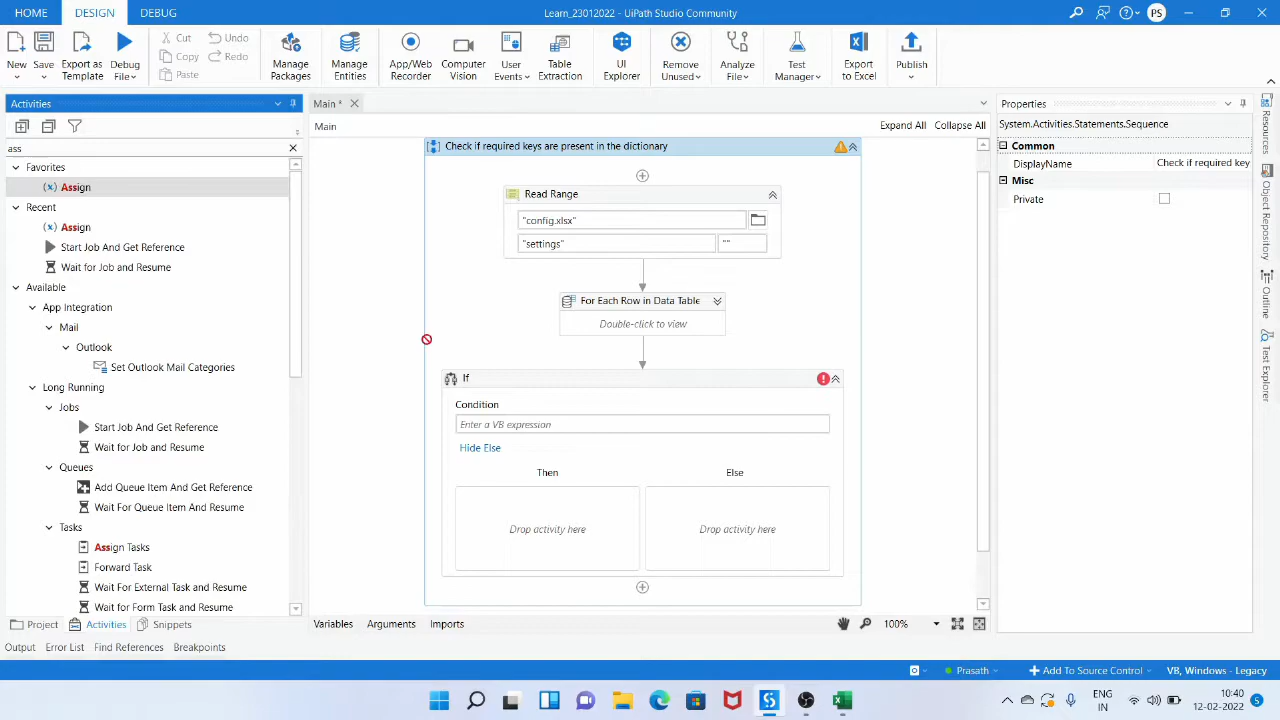 HOME DESIGN DEBUG Learn_23012022 - UiPath Studio Community PS
New Save Export as Template Debug File Cut Copy Paste Undo Redo Manage Packages Manage Entities App/Web Recorder Computer Vision User Events Table Extraction UI Explorer Remove Unused Analyze File Test Manager Export to Excel Publish
Activities
ass
Favorites
Assign
Recent
Assign
Start Job And Get Reference
Wait for Job and Resume
Available
App Integration
Mail
Outlook
Set Outlook Mail Categories
Long Running
Jobs
Start Job And Get Reference
Wait for Job and Resume
Queues
Add Queue Item And Get Reference
Wait For Queue Item And Resume
Tasks
Assign Tasks
Forward Task
Wait For External Task and Resume
Wait for Form Task and Resume
Project Activities Snippets
Main *
Main Expand All Collapse All
Check if required keys are present in the dictionary
Read Range
"config.xlsx"
"settings" ""
For Each Row in Data Table
Double-click to view
If
Condition
Enter a VB expression
Hide Else
Then Else
Drop activity here Drop activity here
Variables Arguments Imports 100%
Properties
System.Activities.Statements.Sequence
Common
DisplayName Check if required key
Misc
Private
Resources
Object Repository
Outline
Test Explorer
Output Error List Find References Breakpoints
Prasath Add To Source Control VB, Windows - Legacy
ENG
IN
10:40
12-02-2022
5